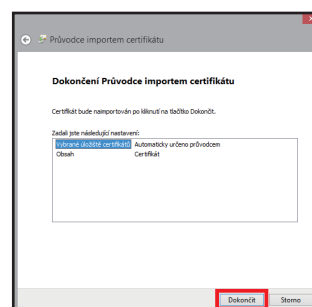 Průvodce importem certifikátu
Dokončení Průvodce importem certifikátu
Certifikát bude naimportován po kliknutí na tlačítko Dokončit.
Zadali jste následující nastavení:
Vybrané úložiště certifikátů Automaticky určeno průvodcem
Obsah Certifikát
Dokončit Storno